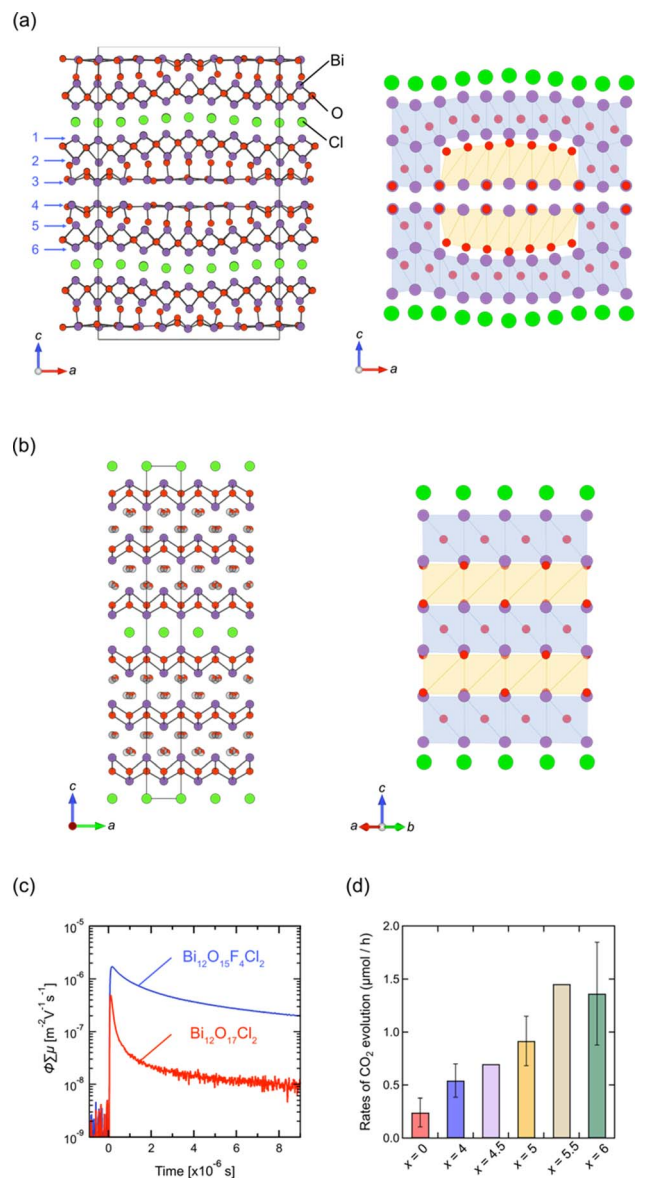 (a)
Bi
O
Cl
1
2
3
4
5
6
c
a
c
a
(b)
c
a
c
a
b
(c)
(d)
ΦΣμ [m⁻²V⁻¹s⁻¹]
10⁻⁵
10⁻⁶
10⁻⁷
10⁻⁸
10⁻⁹
Bi₁₂O₁₅F₄Cl₂
Bi₁₂O₁₇Cl₂
0
2
4
6
8
Time [x10⁻⁶ s]
Rates of CO₂ evolution (μmol / h)
2.0
1.5
1.0
0.5
0.0
x = 0
x = 4
x = 4.5
x = 5
x = 5.5
x = 6